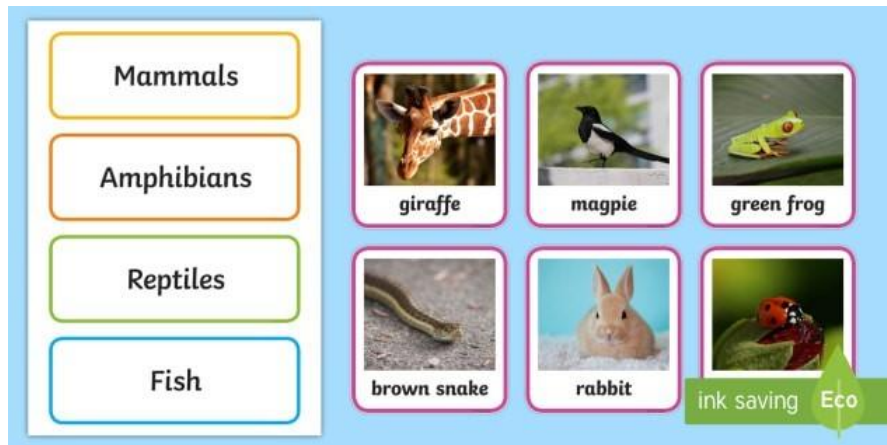 Mammals
Amphibians
Reptiles
Fish
giraffe
magpie
green frog
brown snake
rabbit
ink saving
Eco